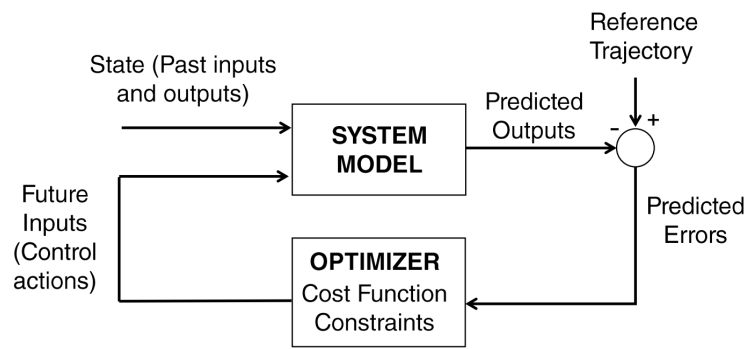 Reference
Trajectory
State (Past inputs
and outputs)
Predicted
Outputs
- +
SYSTEM
MODEL
Future
Inputs
(Control
actions)
Predicted
Errors
OPTIMIZER
Cost Function
Constraints